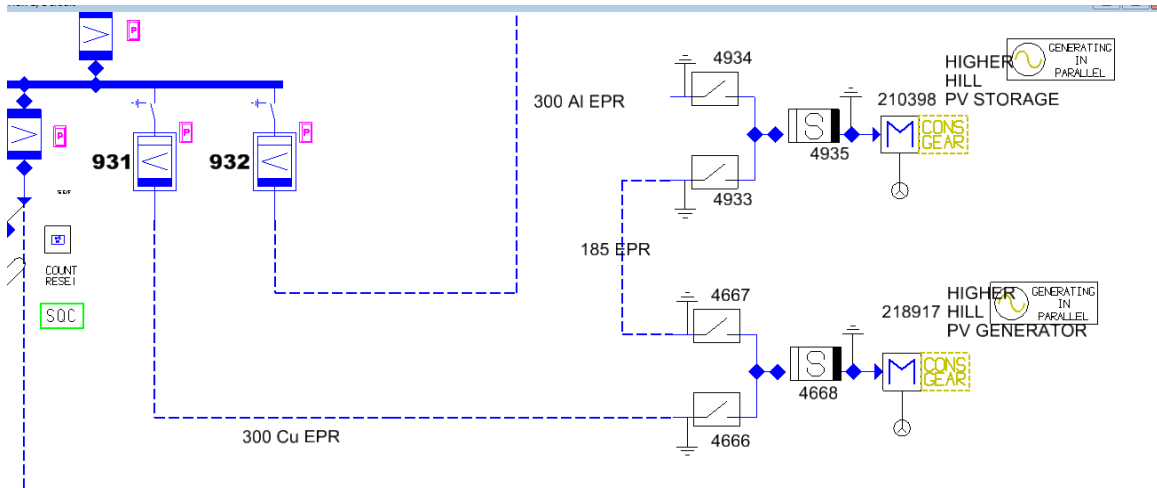 P
GENERATING
IN
PARALLEL
4934
HIGHER
HILL
300 Al EPR
210398 PV STORAGE
P
P
P
S
M
CONS
GEAR
931
932
4935
4933
185 EPR
COUNT
SQC
4667
HIGHER
HILL
GENERATING
IN
PARALLEL
218917
PV GENERATOR
S
M
CONS
GEAR
4668
300 Cu EPR
4666